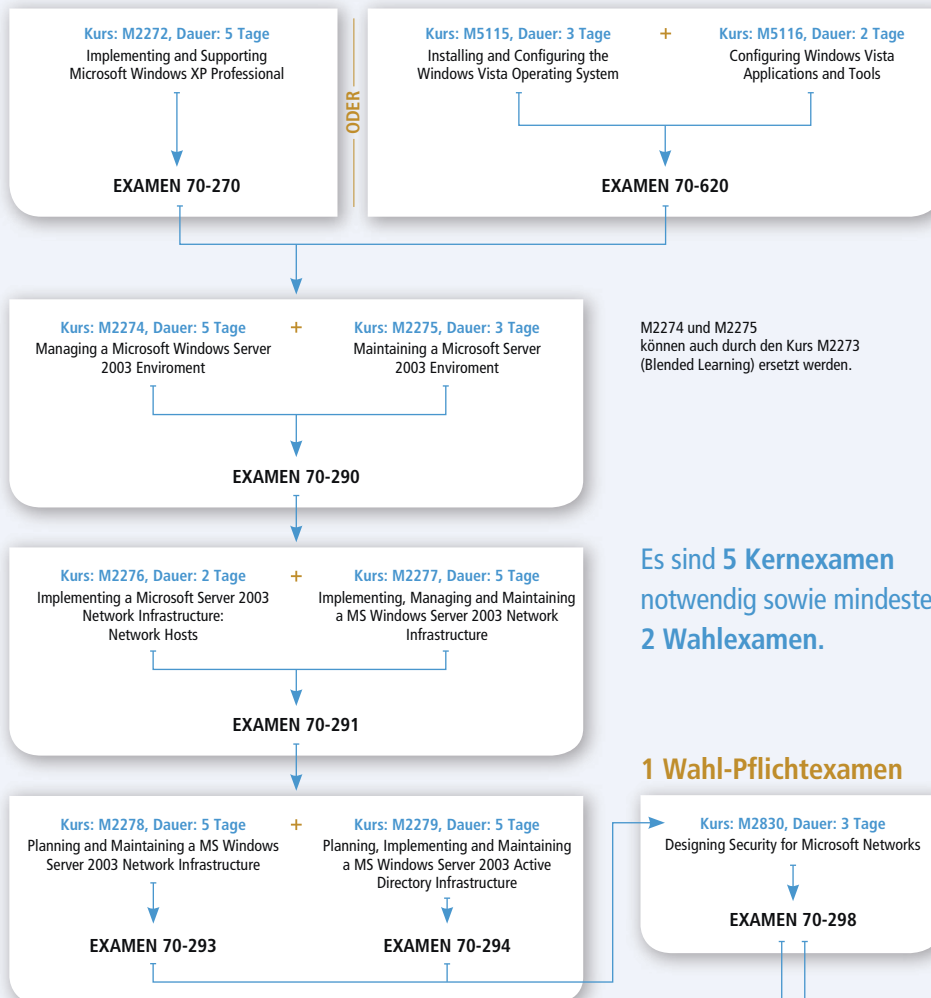 Kurs: M2272, Dauer: 5 Tage
Implementing and Supporting
Microsoft Windows XP Professional
EXAMEN 70-270
ODER
Kurs: M5115, Dauer: 3 Tage + Kurs: M5116, Dauer: 2 Tage
Installing and Configuring the
Windows Vista Operating System
Configuring Windows Vista
Applications and Tools
EXAMEN 70-620
Kurs: M2274, Dauer: 5 Tage + Kurs: M2275, Dauer: 3 Tage
Managing a Microsoft Windows Server
2003 Enviroment
Maintaining a Microsoft Server
2003 Enviroment
EXAMEN 70-290
M2274 und M2275
können auch durch den Kurs M2273
(Blended Learning) ersetzt werden.
Kurs: M2276, Dauer: 2 Tage + Kurs: M2277, Dauer: 5 Tage
Implementing a Microsoft Server 2003
Network Infrastructure:
Network Hosts
Implementing, Managing and Maintaining
a MS Windows Server 2003 Network
Infrastructure
EXAMEN 70-291
Es sind 5 Kernexamen
notwendig sowie mindeste
2 Wahlexamen.
Kurs: M2278, Dauer: 5 Tage + Kurs: M2279, Dauer: 5 Tage
Planning and Maintaining a MS Windows
Server 2003 Network Infrastructure
Planning, Implementing and Maintaining
a MS Windows Server 2003 Active
Directory Infrastructure
EXAMEN 70-293
EXAMEN 70-294
1 Wahl-Pflichtexamen
Kurs: M2830, Dauer: 3 Tage
Designing Security for Microsoft Networks
EXAMEN 70-298